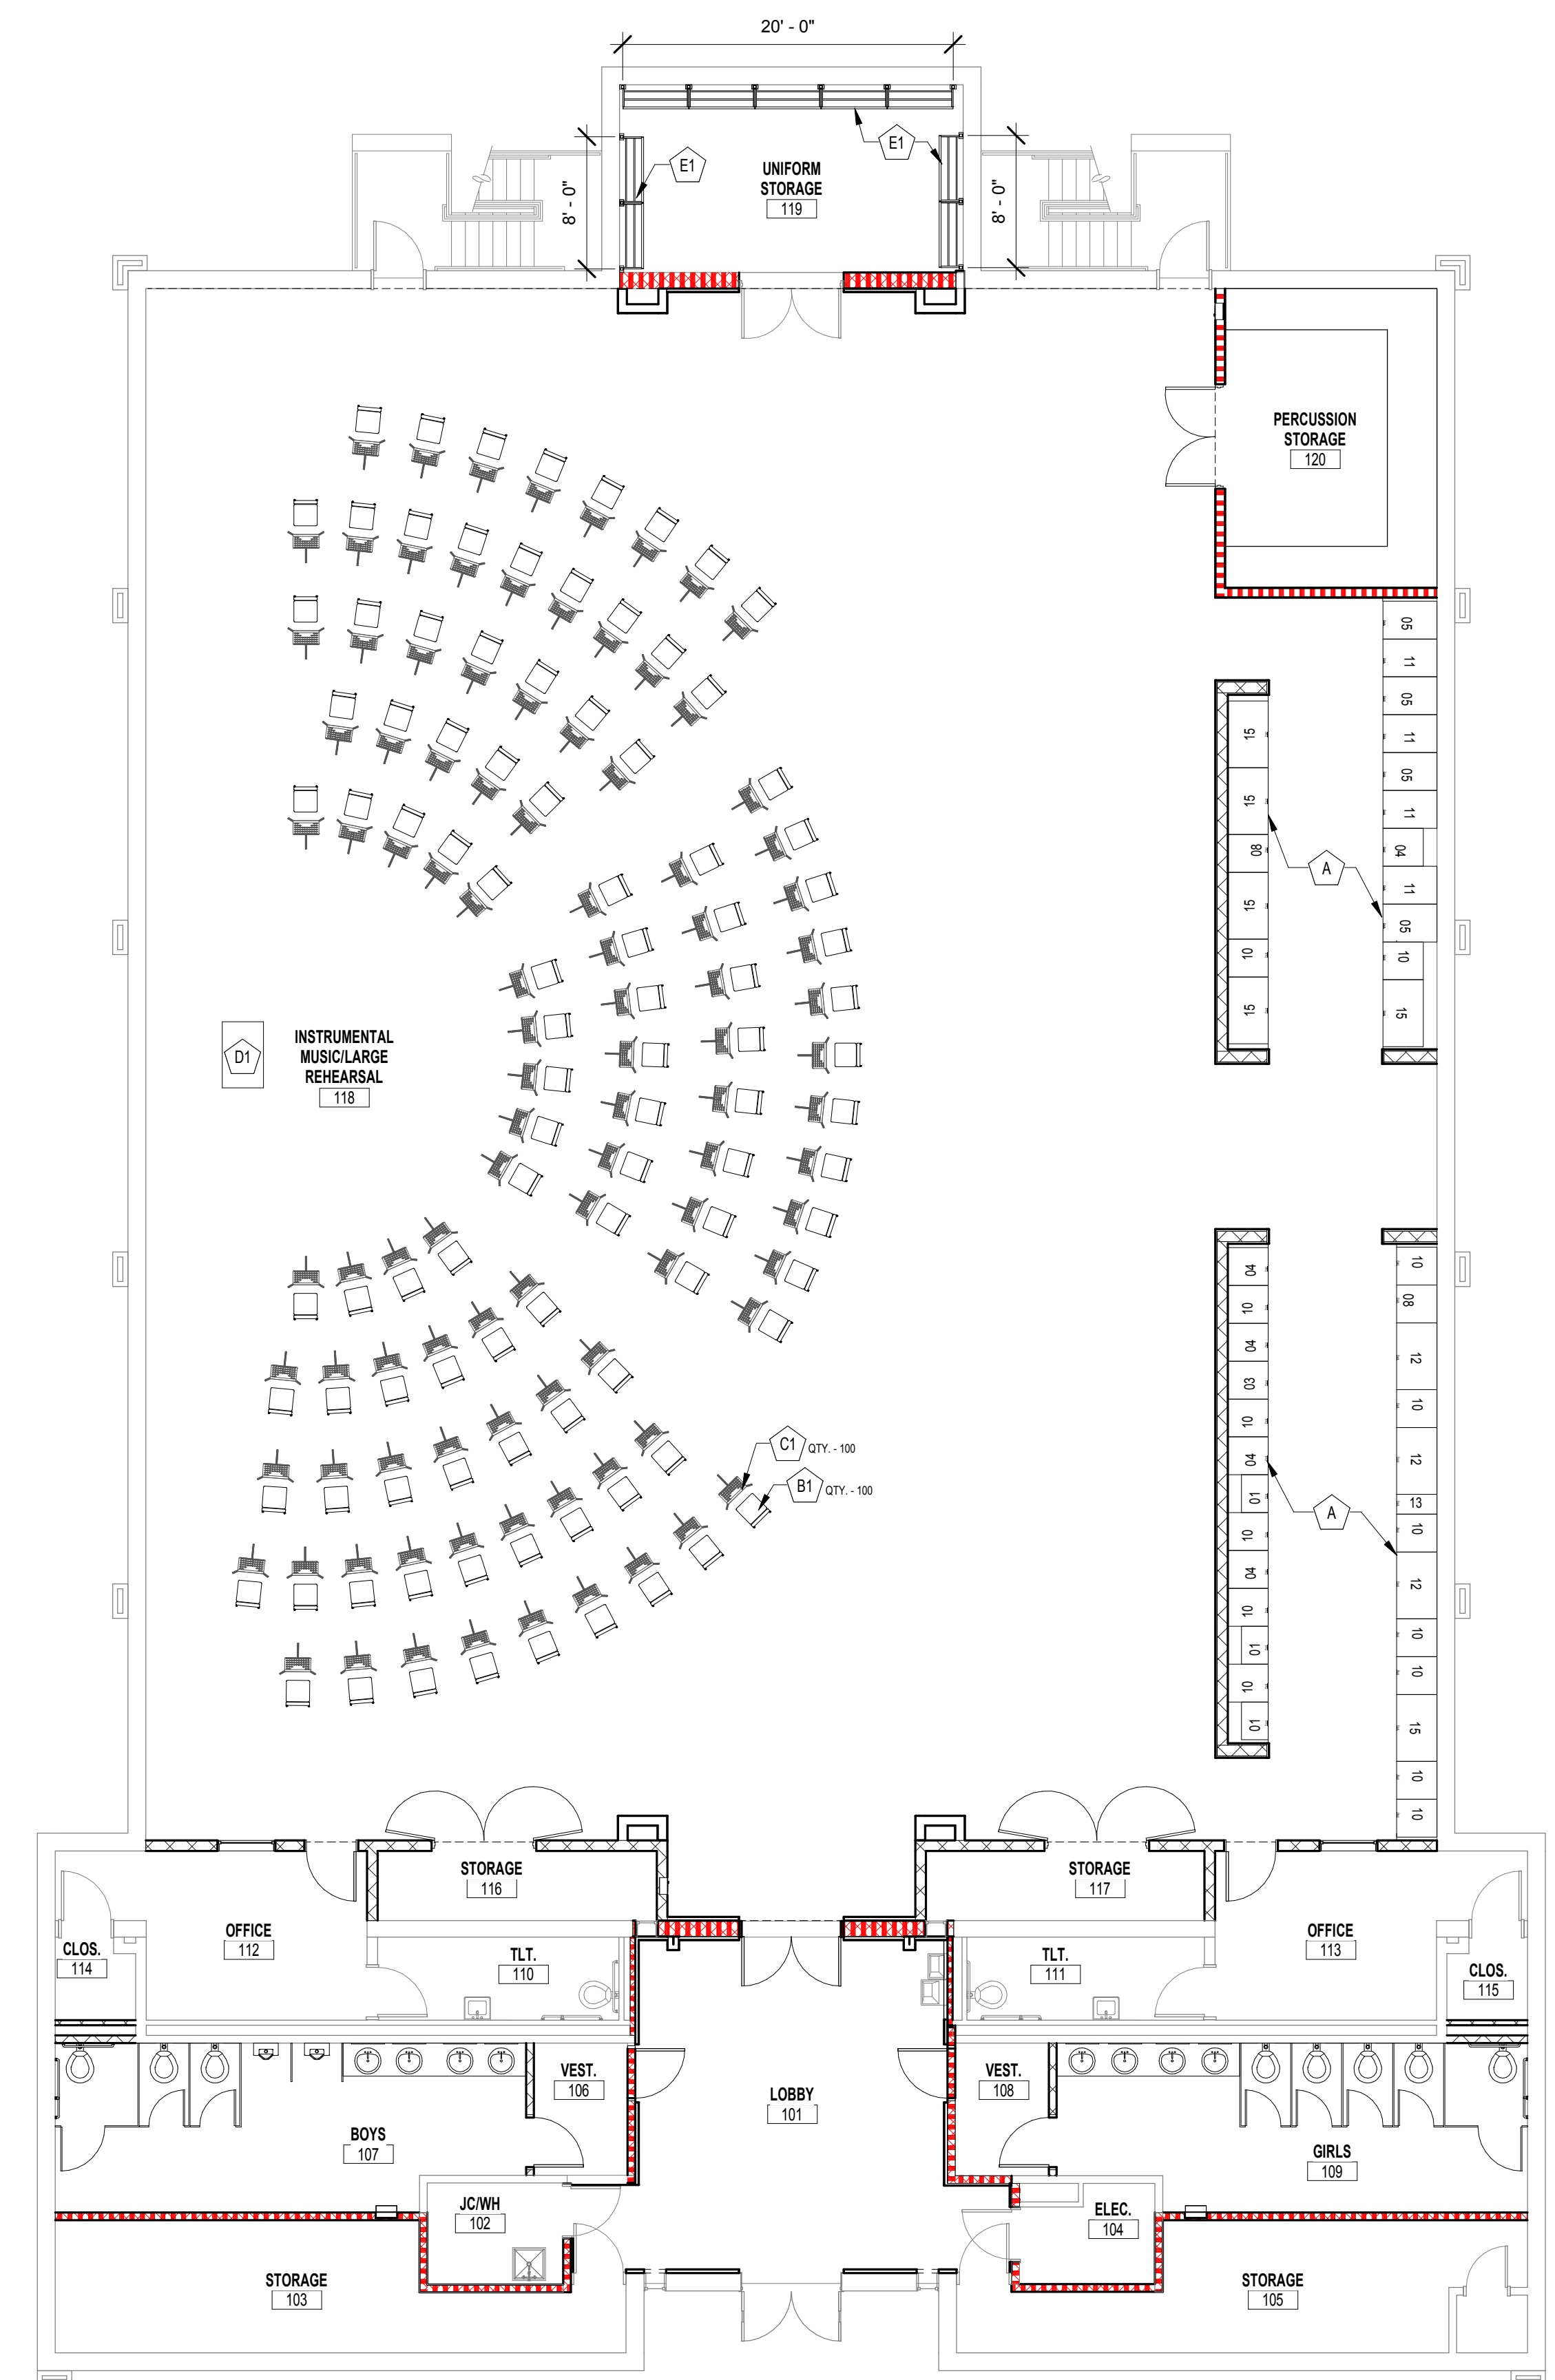 20' - 0"
E1
E1
8' - 0"
8' - 0"
UNIFORM
STORAGE
119
PERCUSSION
STORAGE
120
05
11
05
11
05
11
04
11
05
10
15
15
15
08
15
10
15
A
D1
INSTRUMENTAL
MUSIC/LARGE
REHEARSAL
118
C1 QTY. - 100
B1 QTY. - 100
04
10
04
03
10
04
01
10
04
10
01
10
01
A
10
08
12
10
12
13
10
12
10
10
15
10
10
STORAGE
116
STORAGE
117
OFFICE
112
OFFICE
113
CLOS.
114
TLT.
110
TLT.
111
CLOS.
115
VEST.
106
LOBBY
101
VEST.
108
BOYS
107
GIRLS
109
JC/WH
102
ELEC.
104
STORAGE
103
STORAGE
105